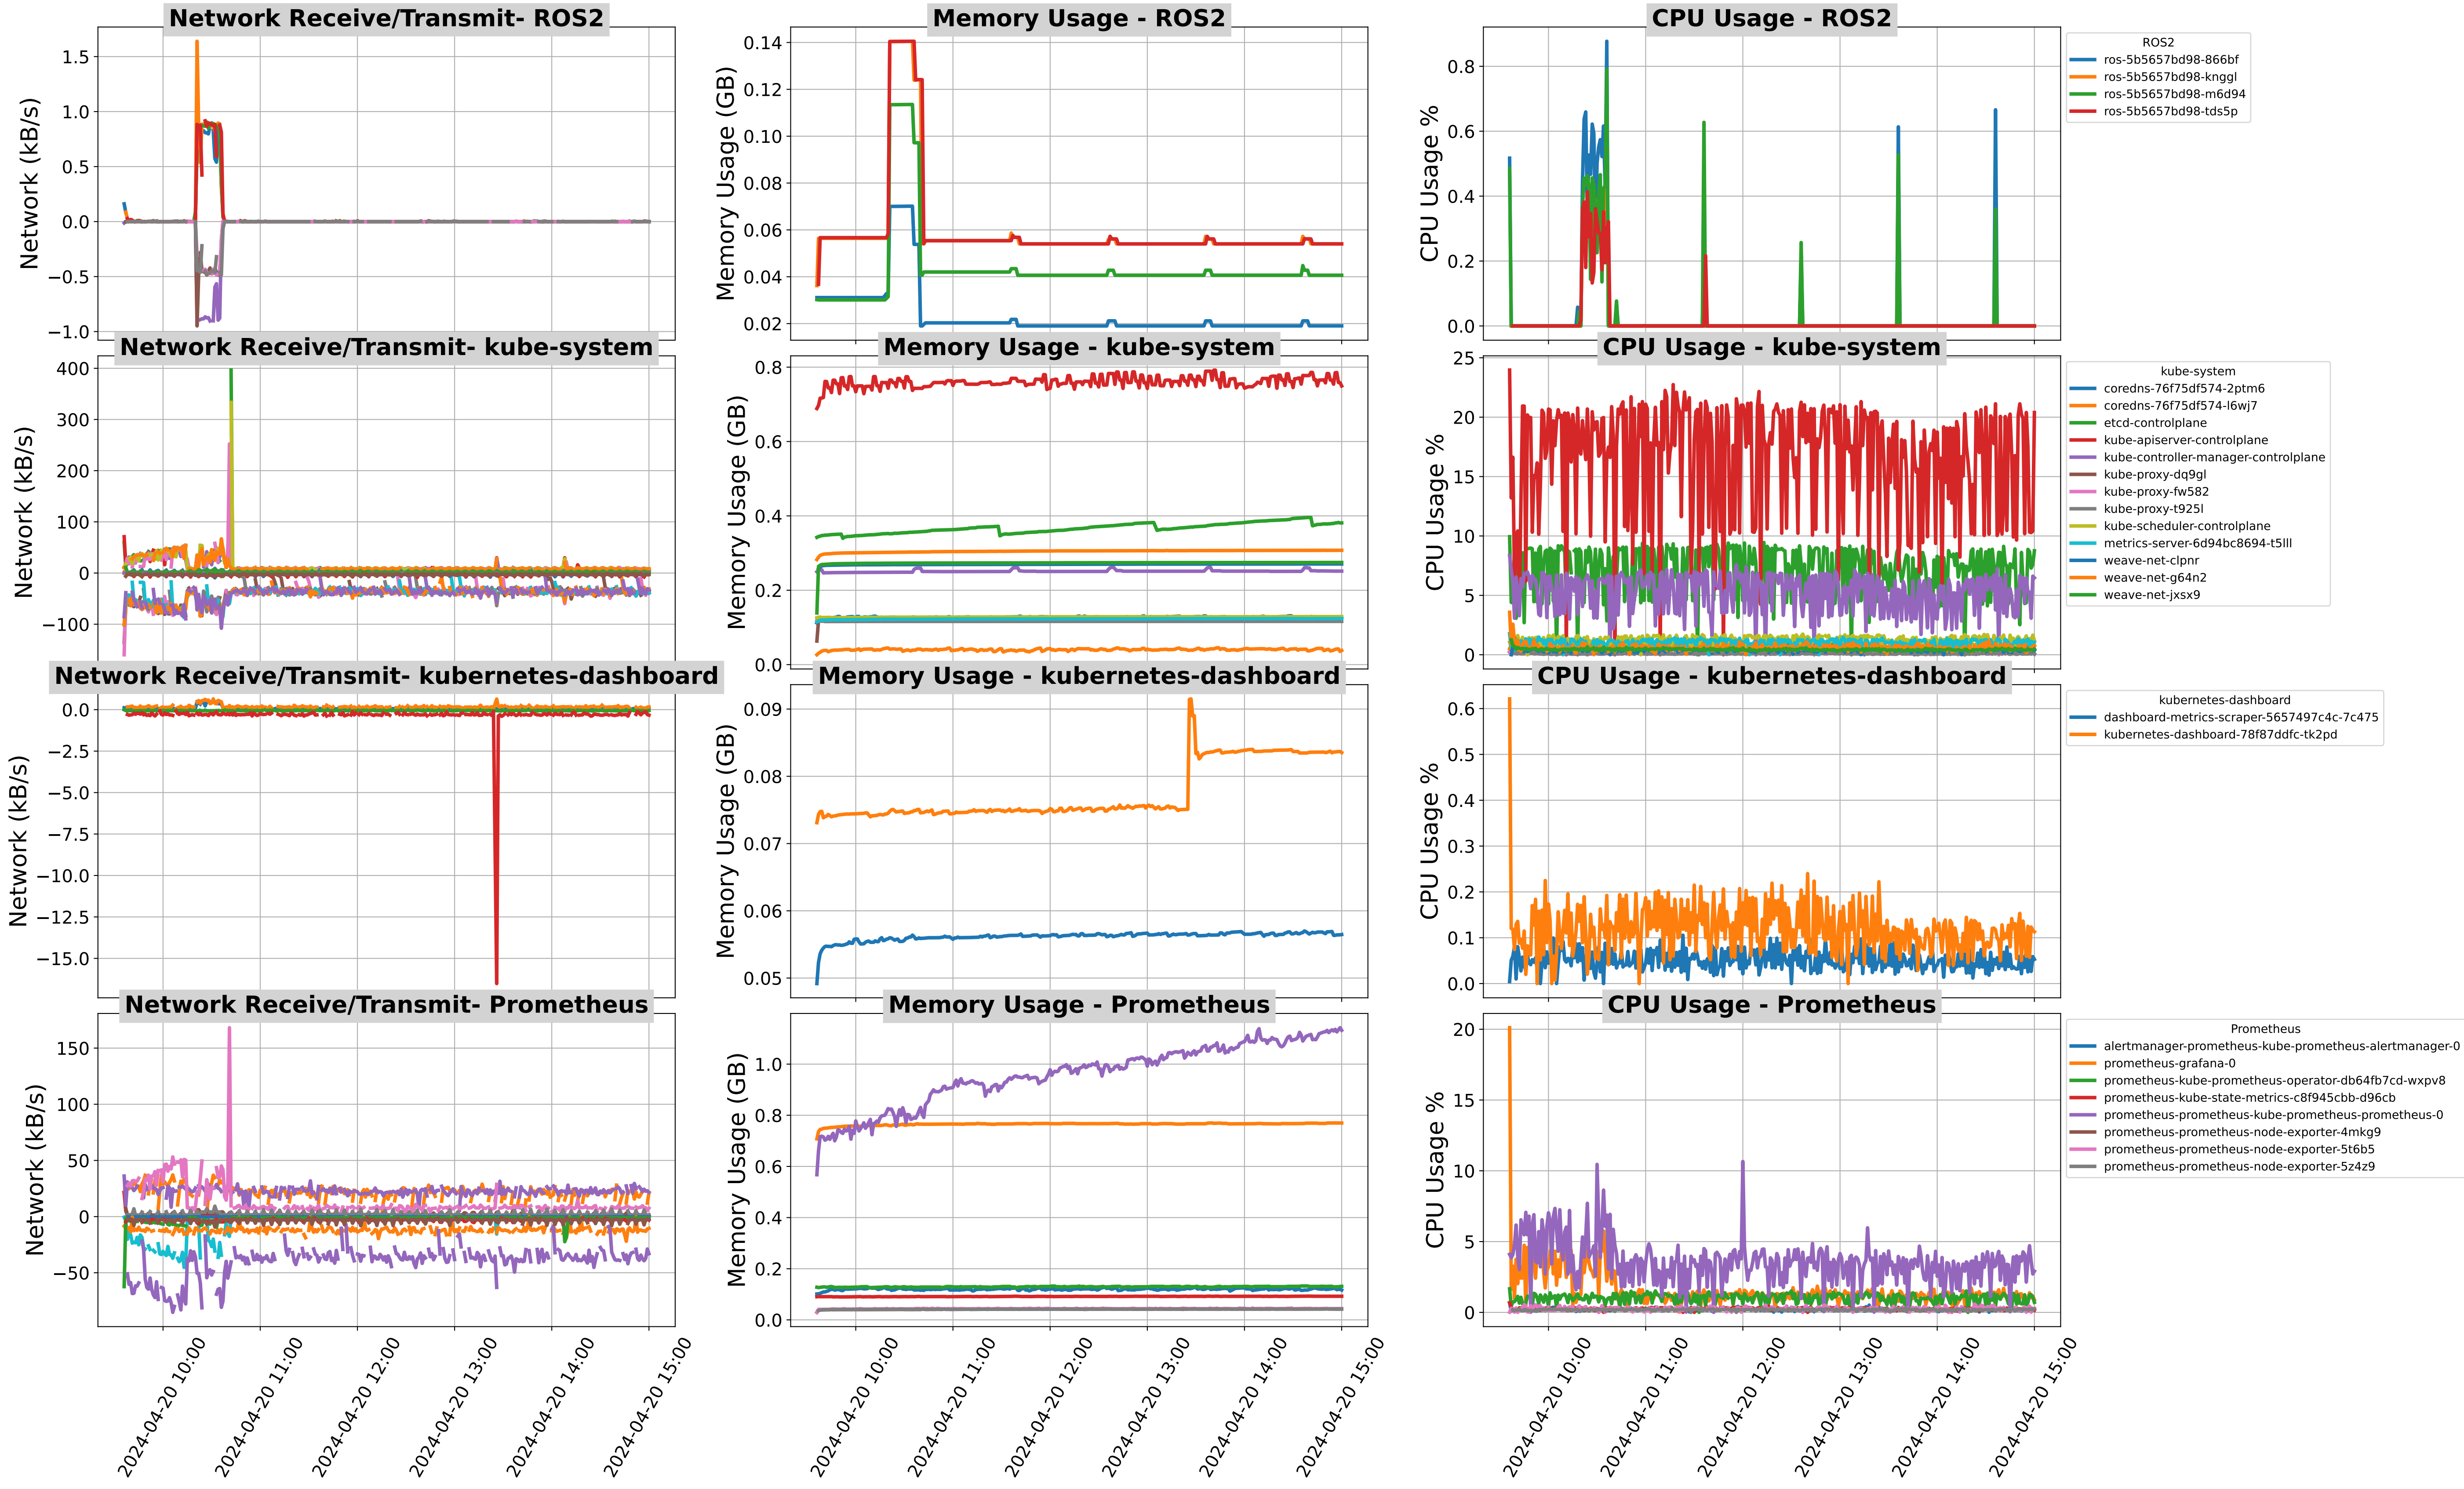 Network Receive/Transmit- ROS2
Network (kB/s)
1.5
1.0
0.5
0.0
−0.5
−1.0
Memory Usage - ROS2
Memory Usage (GB)
0.14
0.12
0.10
0.08
0.06
0.04
0.02
CPU Usage - ROS2
CPU Usage %
0.8
0.6
0.4
0.2
0.0
ROS2
ros-5b5657bd98-866bf
ros-5b5657bd98-knggl
ros-5b5657bd98-m6d94
ros-5b5657bd98-tds5p
Network Receive/Transmit- kube-system
Network (kB/s)
400
300
200
100
0
−100
Memory Usage - kube-system
Memory Usage (GB)
0.8
0.6
0.4
0.2
0.0
CPU Usage - kube-system
CPU Usage %
25
20
15
10
5
0
kube-system
coredns-76f75df574-2ptm6
coredns-76f75df574-l6wj7
etcd-controlplane
kube-apiserver-controlplane
kube-controller-manager-controlplane
kube-proxy-dq9gl
kube-proxy-fw582
kube-proxy-t925l
kube-scheduler-controlplane
metrics-server-6d94bc8694-t5lll
weave-net-clpnr
weave-net-g64n2
weave-net-jxsx9
Network Receive/Transmit- kubernetes-dashboard
Network (kB/s)
0.0
−2.5
−5.0
−7.5
−10.0
−12.5
−15.0
Memory Usage - kubernetes-dashboard
Memory Usage (GB)
0.09
0.08
0.07
0.06
0.05
CPU Usage - kubernetes-dashboard
CPU Usage %
0.6
0.5
0.4
0.3
0.2
0.1
0.0
kubernetes-dashboard
dashboard-metrics-scraper-5657497c4c-7c475
kubernetes-dashboard-78f87ddfc-tk2pd
Network Receive/Transmit- Prometheus
Network (kB/s)
150
100
50
0
−50
2024-04-20 10:00
2024-04-20 11:00
2024-04-20 12:00
2024-04-20 13:00
2024-04-20 14:00
2024-04-20 15:00
Memory Usage - Prometheus
Memory Usage (GB)
1.0
0.8
0.6
0.4
0.2
0.0
2024-04-20 10:00
2024-04-20 11:00
2024-04-20 12:00
2024-04-20 13:00
2024-04-20 14:00
2024-04-20 15:00
CPU Usage - Prometheus
CPU Usage %
20
15
10
5
0
2024-04-20 10:00
2024-04-20 11:00
2024-04-20 12:00
2024-04-20 13:00
2024-04-20 14:00
2024-04-20 15:00
Prometheus
alertmanager-prometheus-kube-prometheus-alertmanager-0
prometheus-grafana-0
prometheus-kube-prometheus-operator-db64fb7cd-wxpv8
prometheus-kube-state-metrics-c8f945cbb-d96cb
prometheus-prometheus-kube-prometheus-prometheus-0
prometheus-prometheus-node-exporter-4mkg9
prometheus-prometheus-node-exporter-5t6b5
prometheus-prometheus-node-exporter-5z4z9